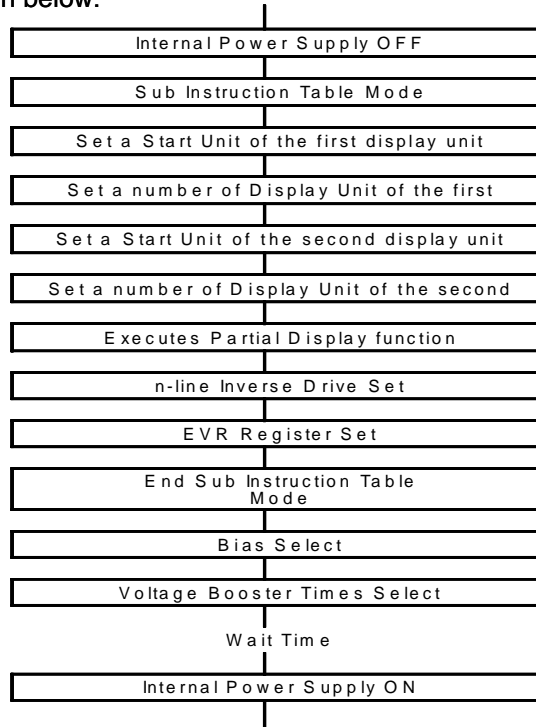 Internal Power Supply OFF
Sub Instruction Table Mode
Set a Start Unit of the first display unit
Set a number of Display Unit of the first
Set a Start Unit of the second display unit
Set a number of Display Unit of the second
Executes Partial Display function
n-line Inverse Drive Set
EVR Register Set
End Sub Instruction Table
Mode
Bias Select
Voltage Booster Times Select
Wait Time
Internal Power Supply ON